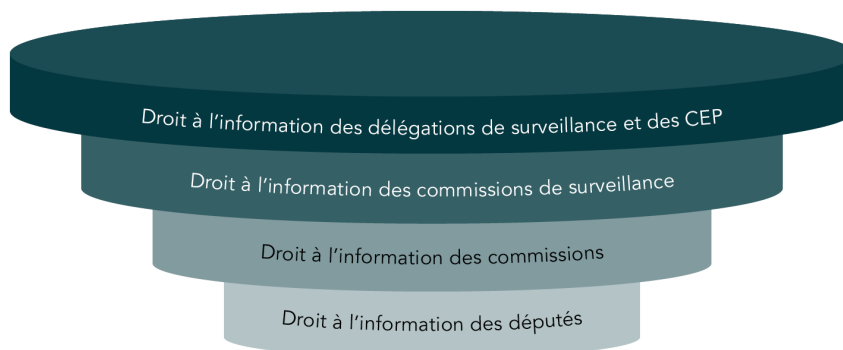 Droit à l’information des délégations de surveillance et des CEP
Droit à l’information des commissions de surveillance
Droit à l’information des commissions
Droit à l’information des députés